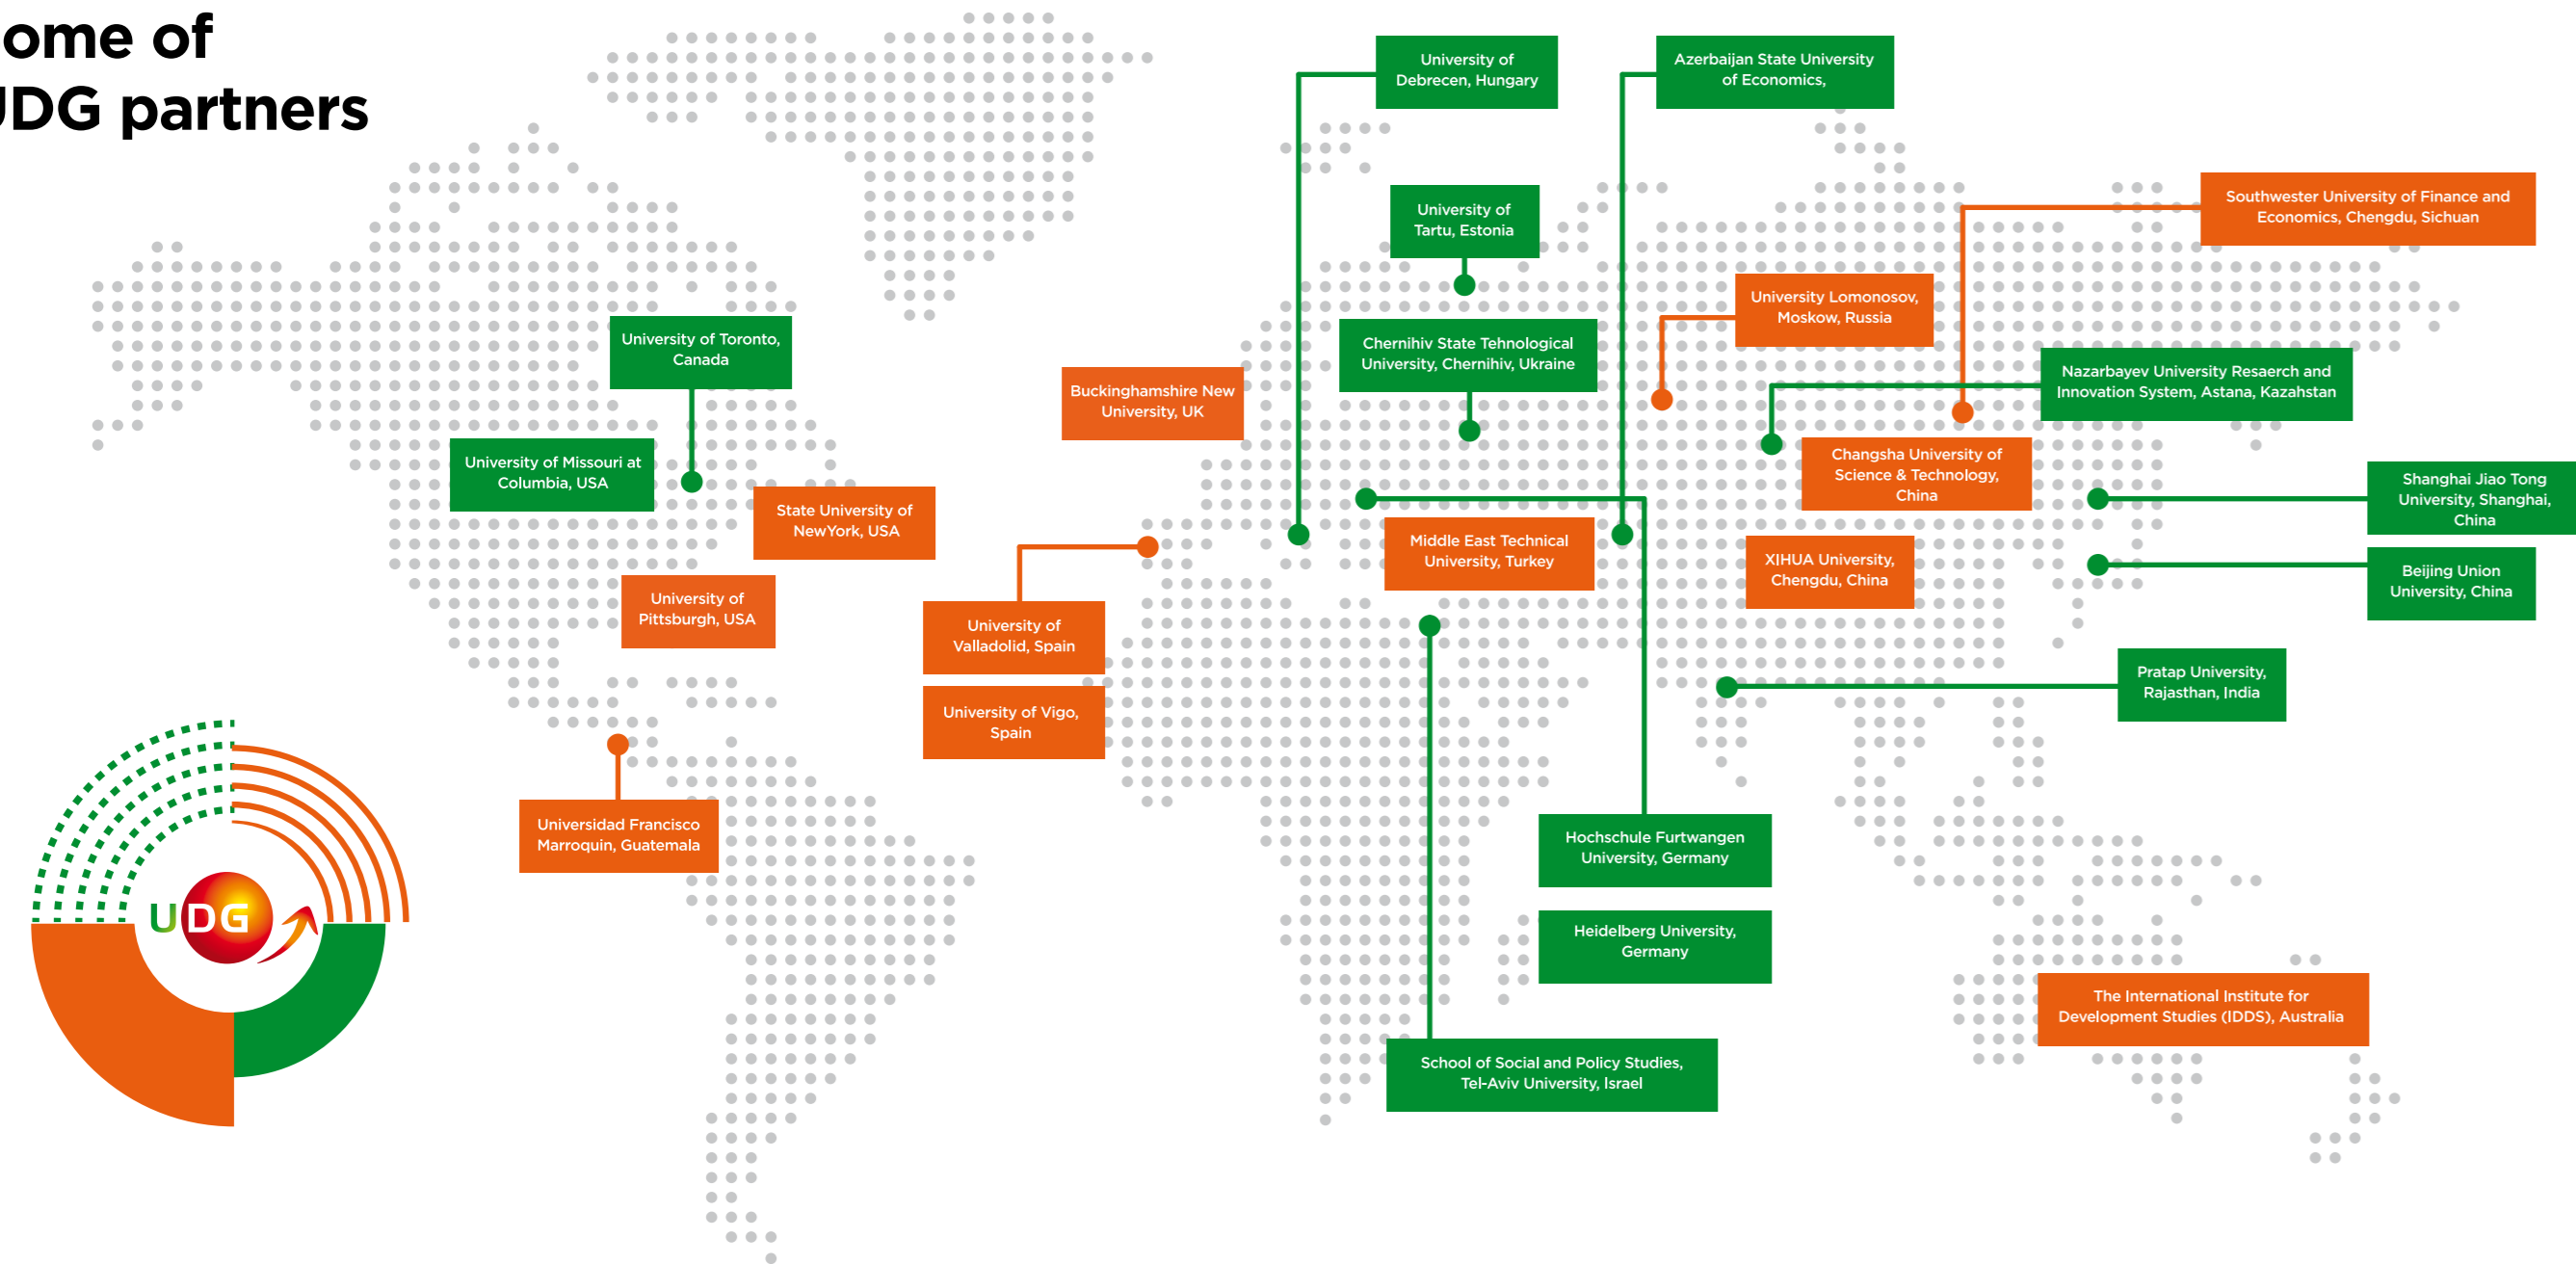 ome of
UDG partners
University of
Debrecen, Hungary
Azerbaijan State University
of Economics,
University of
Tartu, Estonia
Southwester University of Finance and
Economics, Chengdu, Sichuan
University Lomonosov,
Moskow, Russia
University of Toronto,
Canada
Chernihiv State Tehnological
University, Chernihiv, Ukraine
Nazarbayev University Resaerch and
Innovation System, Astana, Kazahstan
Buckinghamshire New
University, UK
University of Missouri at
Columbia, USA
Changsha University of
Science & Technology,
China
Shanghai Jiao Tong
University, Shanghai,
China
State University of
NewYork, USA
Middle East Technical
University, Turkey
XIHUA University,
Chengdu, China
Beijing Union
University, China
University of
Pittsburgh, USA
University of
Valladolid, Spain
Pratap University,
Rajasthan, India
University of Vigo,
Spain
Universidad Francisco
Marroquin, Guatemala
Hochschule Furtwangen
University, Germany
UDG
Heidelberg University,
Germany
The International Institute for
Development Studies (IDDS), Australia
School of Social and Policy Studies,
Tel-Aviv University, Israel